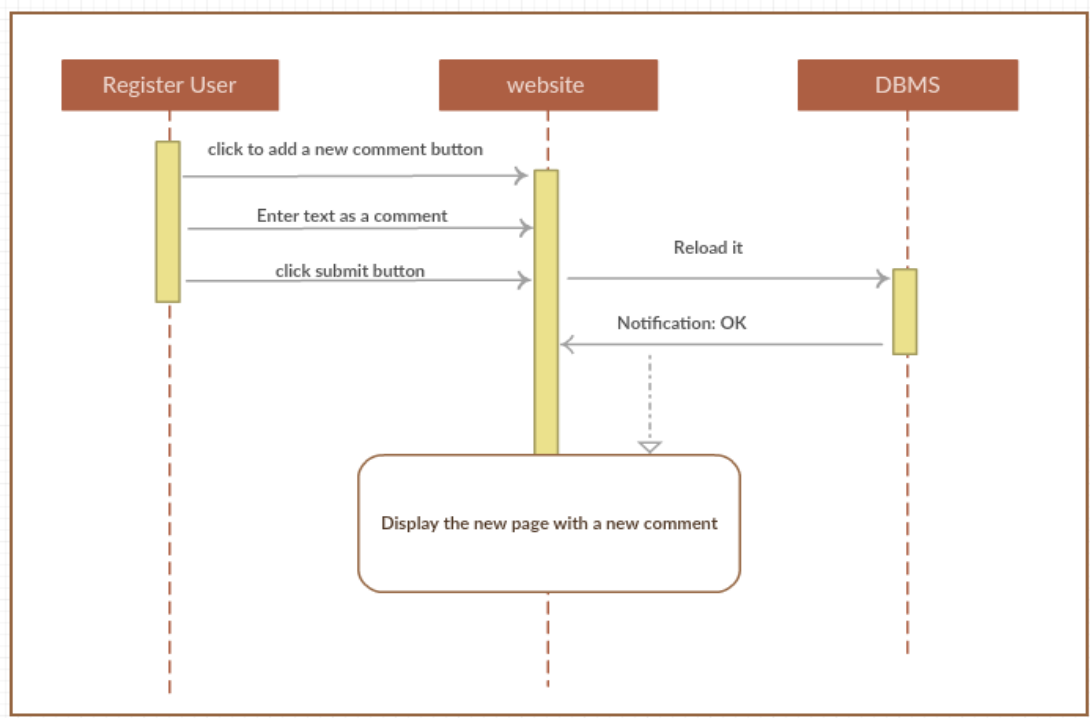 Register User
website
DBMS
click to add a new comment button
Enter text as a comment
Reload it
click submit button
Notification: OK
Display the new page with a new comment